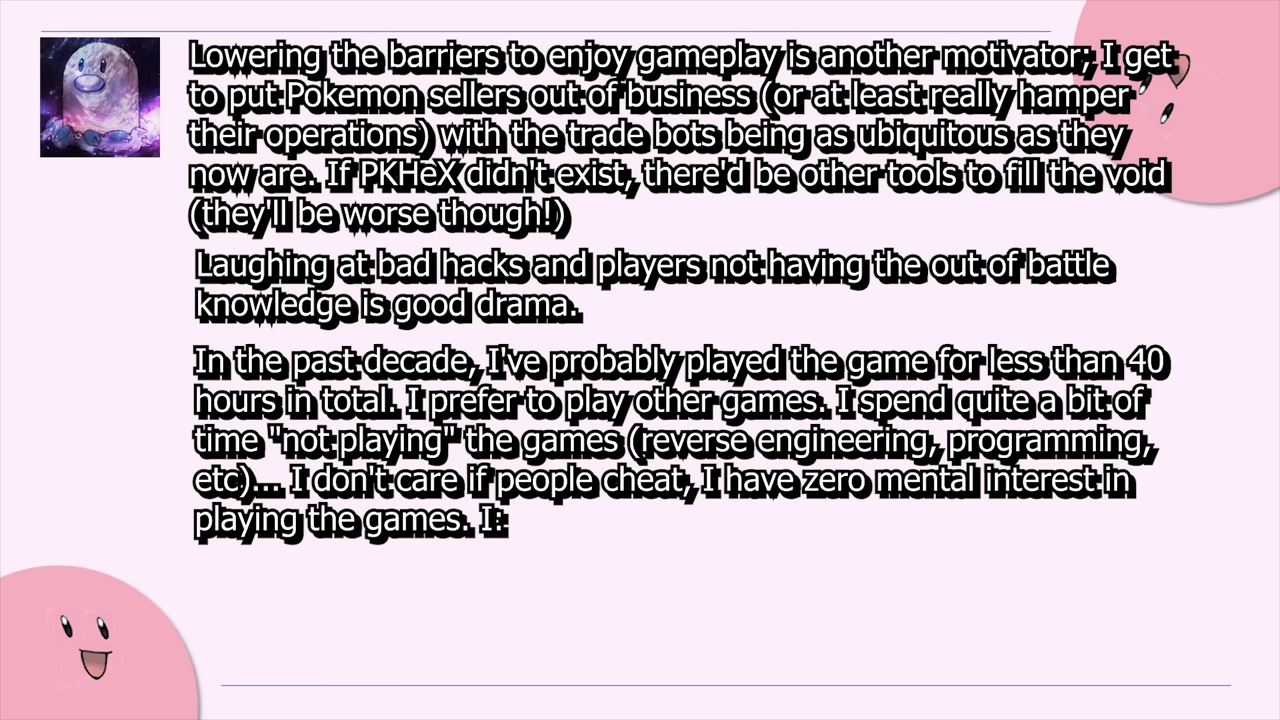 Lowering the barriers to enjoy gameplay is another motivator; I get
to put Pokemon sellers out of business (or at least really hamper
their operations) with the trade bots being as ubiquitous as they
now are. If PKHeX didn't exist, there'd be other tools to fill the void
(they'll be worse though!)
Laughing at bad hacks and players not having the out of battle
knowledge is good drama.
In the past decade, I've probably played the game for less than 40
hours in total. I prefer to play other games. I spend quite a bit of
time "not playing" the games (reverse engineering, programming,
etc)... I don't care if people cheat, I have zero mental interest in
playing the games. I: